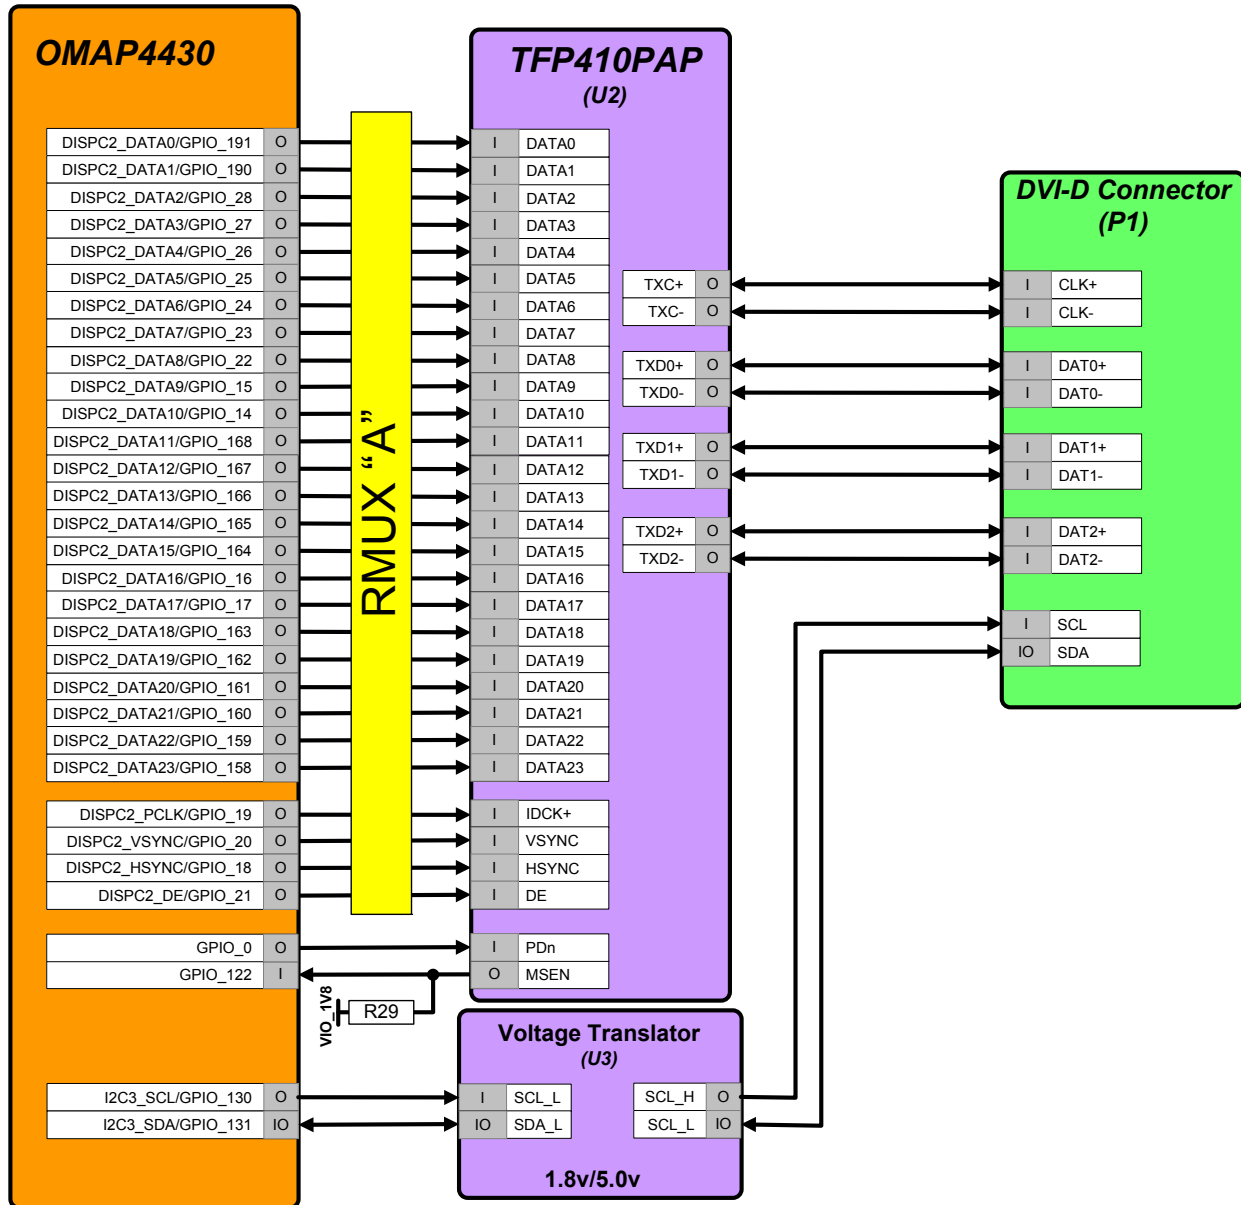 OMAP4430
TFP410PAP
(U2)
DVI-D Connector
(P1)
DISPC2_DATA0/GPIO_191 O I DATA0
DISPC2_DATA1/GPIO_190 O I DATA1
DISPC2_DATA2/GPIO_28 O I DATA2
DISPC2_DATA3/GPIO_27 O I DATA3
DISPC2_DATA4/GPIO_26 O I DATA4
DISPC2_DATA5/GPIO_25 O I DATA5
DISPC2_DATA6/GPIO_24 O I DATA6
DISPC2_DATA7/GPIO_23 O I DATA7
DISPC2_DATA8/GPIO_22 O I DATA8
DISPC2_DATA9/GPIO_15 O I DATA9
DISPC2_DATA10/GPIO_14 O I DATA10
DISPC2_DATA11/GPIO_168 O I DATA11
DISPC2_DATA12/GPIO_167 O I DATA12
DISPC2_DATA13/GPIO_166 O I DATA13
DISPC2_DATA14/GPIO_165 O I DATA14
DISPC2_DATA15/GPIO_164 O I DATA15
DISPC2_DATA16/GPIO_16 O I DATA16
DISPC2_DATA17/GPIO_17 O I DATA17
DISPC2_DATA18/GPIO_163 O I DATA18
DISPC2_DATA19/GPIO_162 O I DATA19
DISPC2_DATA20/GPIO_161 O I DATA20
DISPC2_DATA21/GPIO_160 O I DATA21
DISPC2_DATA22/GPIO_159 O I DATA22
DISPC2_DATA23/GPIO_158 O I DATA23
DISPC2_PCLK/GPIO_19 O I IDCK+
DISPC2_VSYNC/GPIO_20 O I VSYNC
DISPC2_HSYNC/GPIO_18 O I HSYNC
DISPC2_DE/GPIO_21 O I DE
GPIO_0 O I PDn
GPIO_122 I O MSEN
RMUX “A”
VIO_1V8
R29
TXC+ O I CLK+
TXC- O I CLK-
TXD0+ O I DAT0+
TXD0- O I DAT0-
TXD1+ O I DAT1+
TXD1- O I DAT1-
TXD2+ O I DAT2+
TXD2- O I DAT2-
I SCL
IO SDA
Voltage Translator
(U3)
I2C3_SCL/GPIO_130 O I SCL_L SCL_H O
I2C3_SDA/GPIO_131 IO IO SDA_L SCL_L IO
1.8v/5.0v